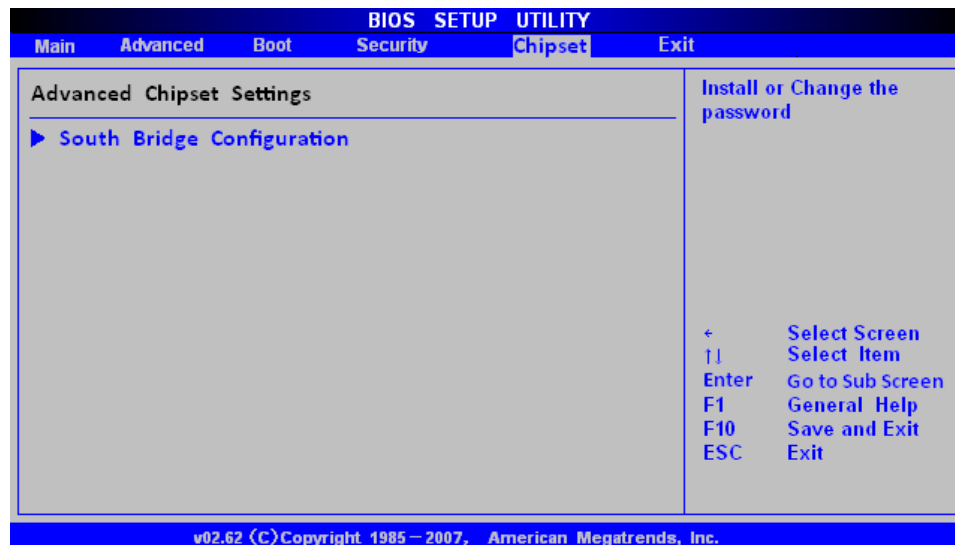 BIOS SETUP UTILITY
Main Advanced Boot Security Chipset Exit
Advanced Chipset Settings
▶ South Bridge Configuration
Install or Change the
password
← Select Screen
↑↓ Select Item
Enter Go to Sub Screen
F1 General Help
F10 Save and Exit
ESC Exit
v02.62 (C)Copyright 1985-2007, American Megatrends, Inc.